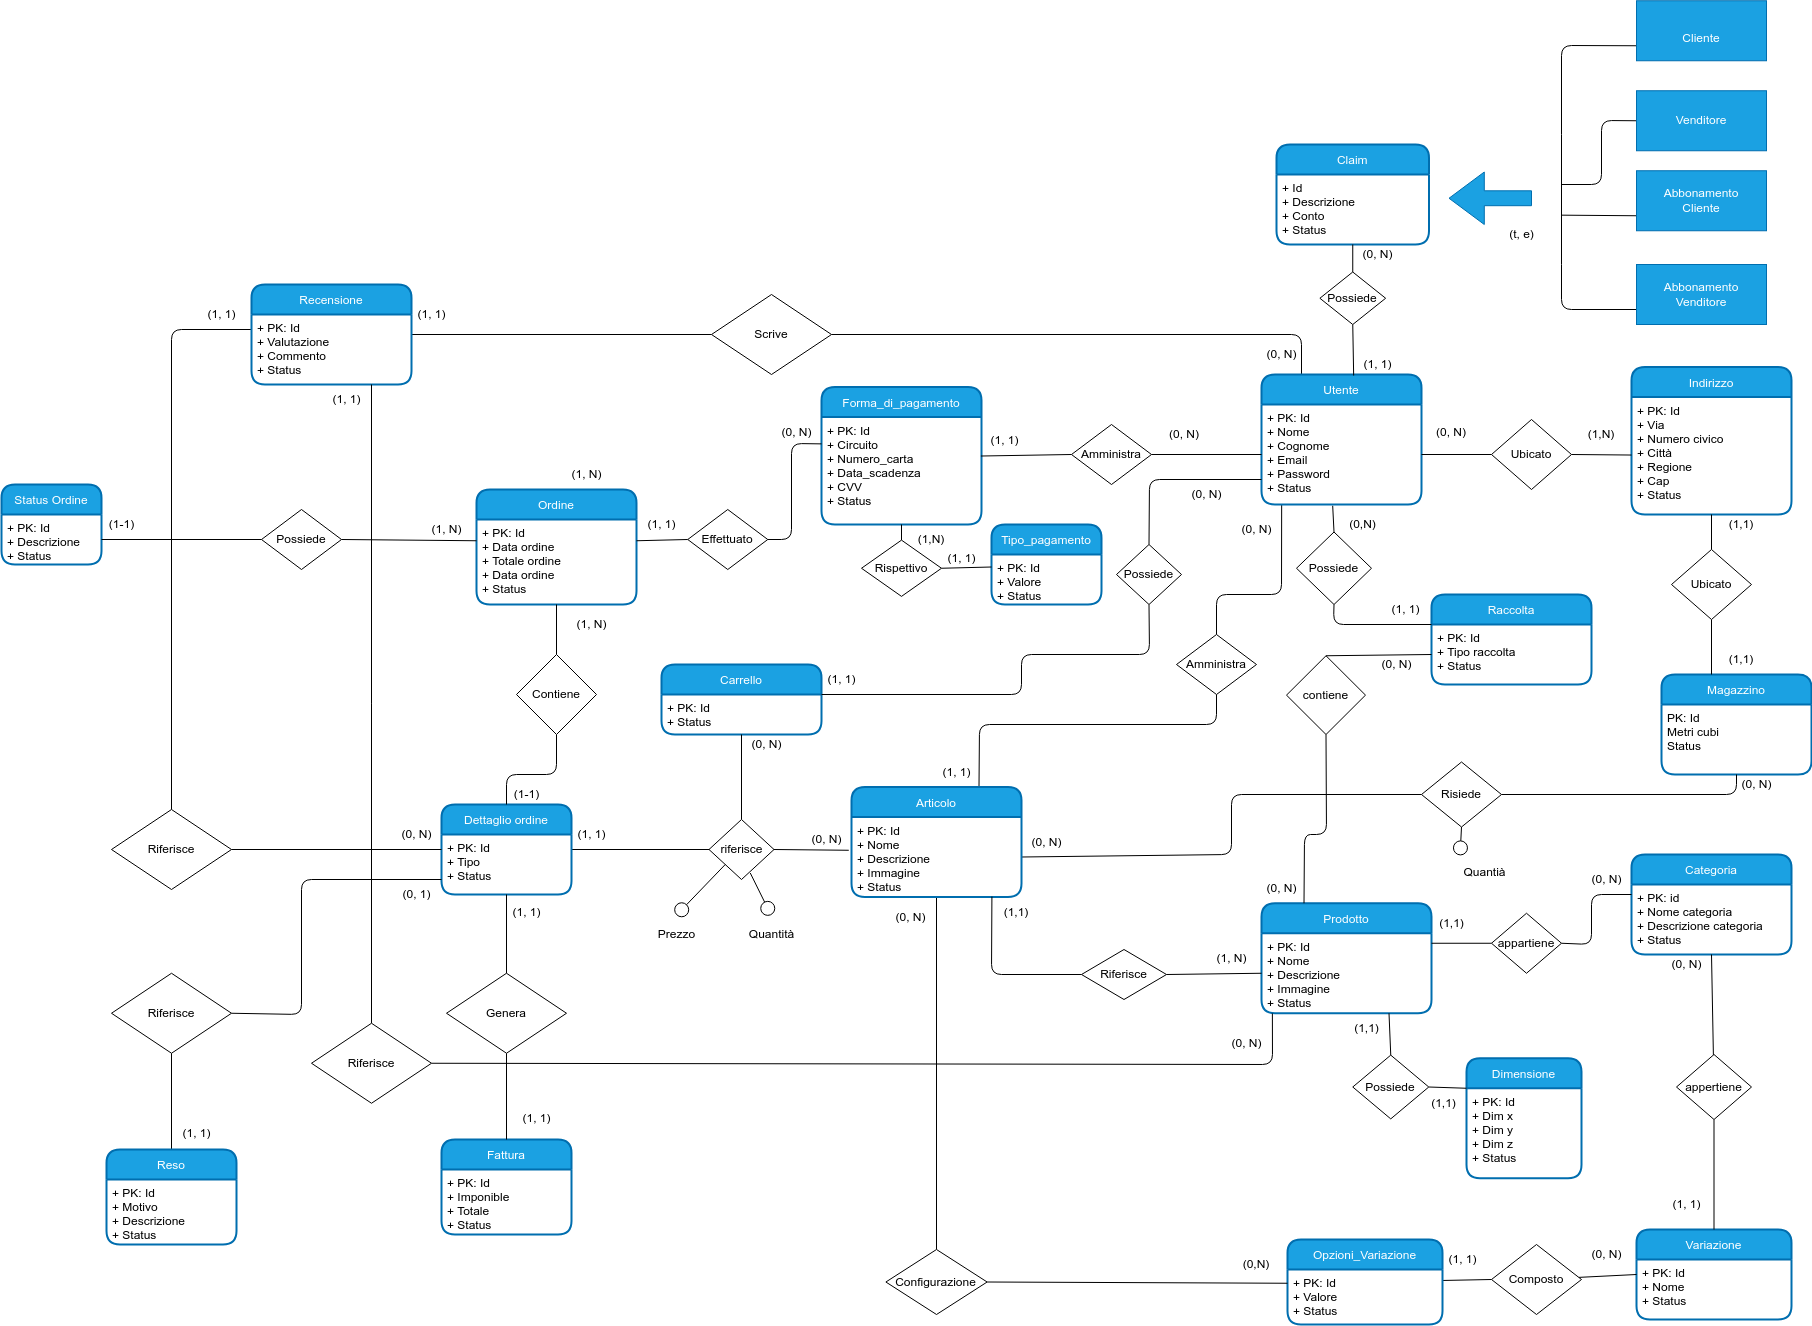 Cliente
Venditore
Abbonamento
Cliente
Abbonamento
Venditore
(t, e)
Claim
+ Id
+ Descrizione
+ Conto
+ Status
(0, N)
Possiede
(1, 1)
Recensione
+ PK: Id
+ Valutazione
+ Commento
+ Status
(1, 1)
(1, 1)
(1, 1)
Scrive
(0, N)
Utente
+ PK: Id
+ Nome
+ Cognome
+ Email
+ Password
+ Status
Indirizzo
+ PK: Id
+ Via
+ Numero civico
+ Città
+ Regione
+ Cap
+ Status
(0, N)
Ubicato
(1,N)
Forma_di_pagamento
+ PK: Id
+ Circuito
+ Numero_carta
+ Data_scadenza
+ CVV
+ Status
(0, N)
(1, 1)
Amministra
(0, N)
(0, N)
(0, N)
(0,N)
(1, N)
Status Ordine
+ PK: Id
+ Descrizione
+ Status
(1-1)
Possiede
(1, N)
Ordine
+ PK: Id
+ Data ordine
+ Totale ordine
+ Data ordine
+ Status
(1, 1)
Effettuato
(1,N)
Rispettivo
(1, 1)
Tipo_pagamento
+ PK: Id
+ Valore
+ Status
Possiede
Possiede
(1,1)
Ubicato
(1,1)
(1, 1)
Raccolta
+ PK: Id
+ Tipo raccolta
+ Status
(0, N)
contiene
Amministra
(1, N)
Contiene
(1-1)
Carrello
+ PK: Id
+ Status
(1, 1)
(0, N)
Magazzino
PK: Id
Metri cubi
Status
(0, N)
Risiede
Quantià
(1, 1)
Articolo
+ PK: Id
+ Nome
+ Descrizione
+ Immagine
+ Status
(0, N)
(0, N)
(0, N)
(1,1)
riferisce
Prezzo
Quantità
Dettaglio ordine
+ PK: Id
+ Tipo
+ Status
(1, 1)
(0, N)
(0, 1)
(1, 1)
Riferisce
Riferisce
Genera
Riferisce
(0, N)
Prodotto
+ PK: Id
+ Nome
+ Descrizione
+ Immagine
+ Status
(1, N)
Riferisce
(1,1)
appartiene
(0, N)
Categoria
+ PK: id
+ Nome categoria
+ Descrizione categoria
+ Status
(0, N)
appertiene
(1, 1)
(0, N)
(1,1)
Possiede
(1,1)
Dimensione
+ PK: Id
+ Dim x
+ Dim y
+ Dim z
+ Status
(1, 1)
Reso
+ PK: Id
+ Motivo
+ Descrizione
+ Status
(1, 1)
Fattura
+ PK: Id
+ Imponible
+ Totale
+ Status
Configurazione
(0,N)
Opzioni_Variazione
+ PK: Id
+ Valore
+ Status
(1, 1)
Composto
(0, N)
Variazione
+ PK: Id
+ Nome
+ Status